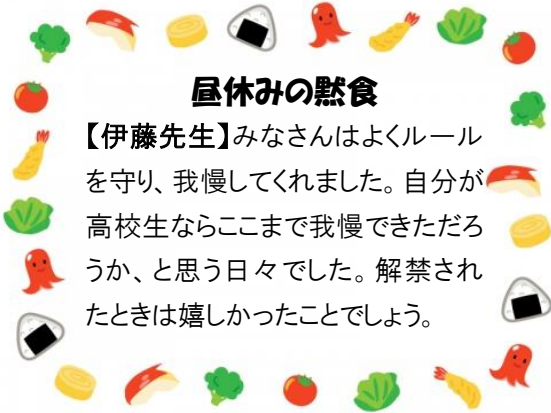 昼休みの黙食
【伊藤先生】みなさんはよくルール
を守り、我慢してくれました。自分が
高校生ならここまで我慢できただろ
うか、と思う日々でした。解禁され
たときは嬉しかったことでしょう。